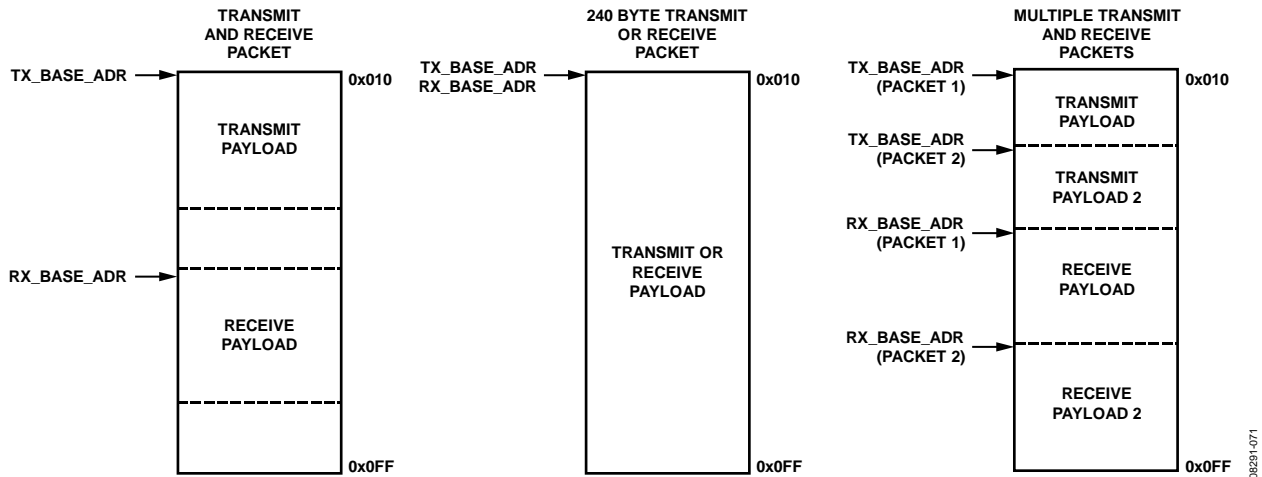 TRANSMIT
AND RECEIVE
PACKET
TX_BASE_ADR
0x010
TRANSMIT
PAYLOAD
RX_BASE_ADR
RECEIVE
PAYLOAD
0x0FF
240 BYTE TRANSMIT
OR RECEIVE
PACKET
TX_BASE_ADR
RX_BASE_ADR
0x010
TRANSMIT OR
RECEIVE
PAYLOAD
0x0FF
MULTIPLE TRANSMIT
AND RECEIVE
PACKETS
TX_BASE_ADR
(PACKET 1)
0x010
TRANSMIT
PAYLOAD
TX_BASE_ADR
(PACKET 2)
TRANSMIT
PAYLOAD 2
RX_BASE_ADR
(PACKET 1)
RECEIVE
PAYLOAD
RX_BASE_ADR
(PACKET 2)
RECEIVE
PAYLOAD 2
0x0FF
08291-071